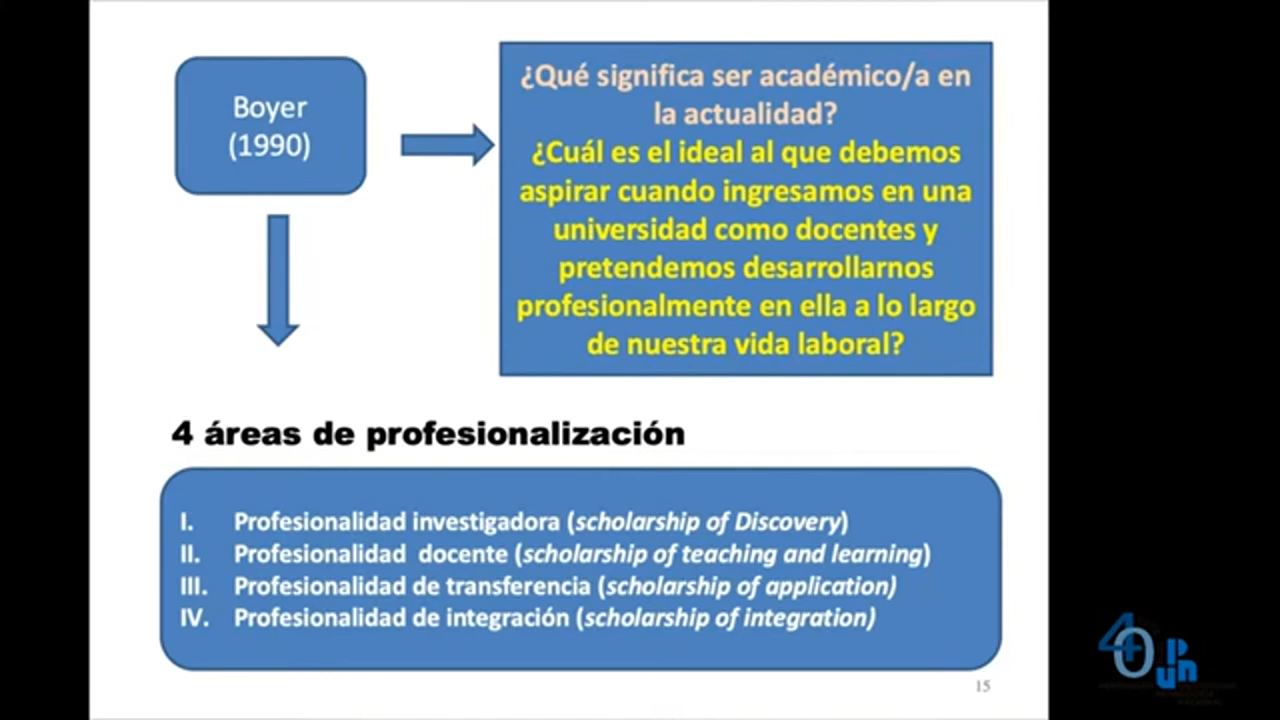 Boyer
(1990)
¿Qué significa ser académico/a en
la actualidad?
¿Cuál es el ideal al que debemos
aspirar cuando ingresamos en una
universidad como docentes y
pretendemos desarrollarnos
profesionalmente en ella a lo largo
de nuestra vida laboral?
4 áreas de profesionalización
I. Profesionalidad investigadora (scholarship of Discovery)
II. Profesionalidad docente (scholarship of teaching and learning)
III. Profesionalidad de transferencia (scholarship of application)
IV. Profesionalidad de integración (scholarship of integration)
15
40
upn